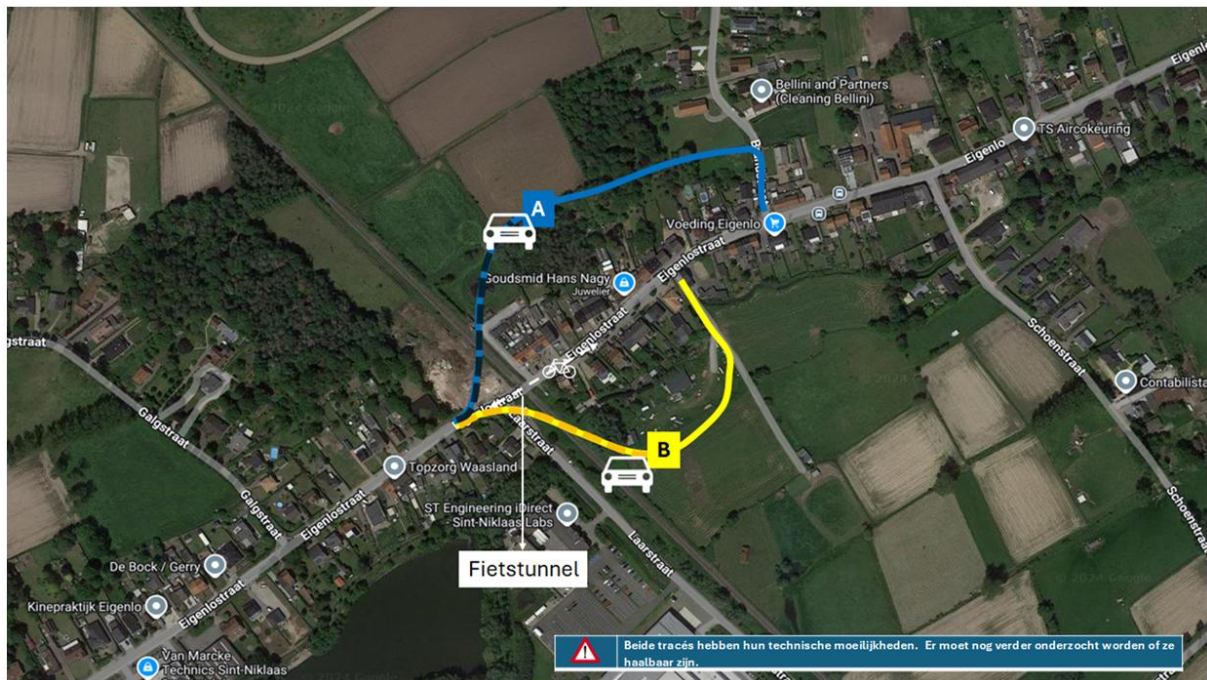 Bellini and Partners
(Cleaning Bellini)
Eigenlo
TS Aircokeuring
A
Voeding Eigenlo
Eigenlo
Goudsmid Hans Nagy
Juwelier
Eigenlostraat
Eigenlostraat
Schoenstraat
Contabilista
Galgstraat
Laarstraat
B
Topzorg Waasland
Galgstraat
ST Engineering iDirect
Sint-Niklaas Labs
Eigenlostraat
Laarstraat
Schoenstraat
Fietstunnel
De Bock / Gerry
Kinepraktijk Eigenlo
Eigenlostraat
Van Marcke
Technics Sint-Niklaas
Beide tracés hebben hun technische moeilijkheden. Er moet nog verder onderzocht worden of ze
haalbaar zijn.